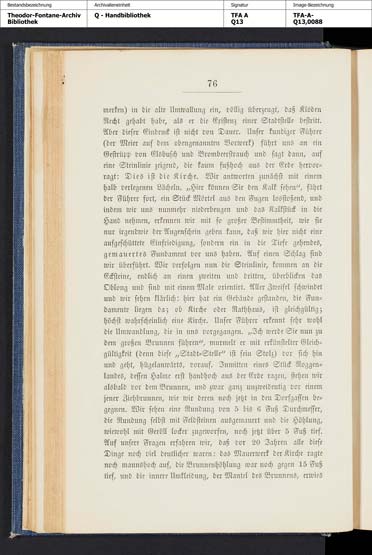 Bestandsbezeichnung
Archivalieneinheit
Signatur
Image-Bezeichnung
Theodor-Fontane-Archiv
Bibliothek
Q - Handbibliothek
TFA A
Q13
TFA-A-
Q13,0088
76
merken) in die alte Umwallung ein, völlig überzeugt, daß Klöden
Recht gehabt habe, als er die Existenz einer Stadtstelle bestritt.
Aber dieser Eindruck ist nicht von Dauer. Unser kundiger Führer
(der Meier auf dem obengenannten Vorwerk) führt uns an ein
Gestrüpp von Elsbusch und Brombeerstrauch und sagt dann, auf
eine Steinlinie zeigend, die kaum fußhoch aus der Erde hervor-
ragt: Dies ist die Kirche. Wir antworten zunächst mit einem
halb verlegenen Lächeln. „Hier können Sie den Kalk sehen“, fährt
der Führer fort, ein Stück Mörtel aus den Fugen losstoßend, und
indem wir uns nunmehr niederbeugen und das Kalkstück in die
Hand nehmen, erkennen wir mit so großer Bestimmtheit, wie sie
nur irgendwie der Augenschein geben kann, daß wir hier nicht eine
aufgeschüttete Einfriedigung, sondern ein in die Tiefe gehendes,
gemauertes Fundament vor uns haben. Auf einen Schlag sind
wir überführt. Wir verfolgen nun die Steinlinie, kommen an die
Ecksteine, endlich an einen zweiten und dritten, überblicken das
Oblong und sind mit einem Male orientirt. Aller Zweifel schwindet
und wir sehen klärlich: hier hat ein Gebäude gestanden, die Fun-
damente liegen da; ob Kirche oder Rathhaus, ist gleichgültig;
höchst wahrscheinlich eine Kirche. Unser Führer erkennt sehr wohl
die Umwandlung, die in uns vorgegangen. „Ich werde Sie nun zu
dem großen Brunnen führen“, murmelt er mit erkünstelter Gleich-
gültigkeit (denn diese „Stadt-Stelle“ ist sein Stolz) vor sich hin
und geht, hügelanwärts, vorauf. Inmitten eines Stück Roggen-
landes, dessen Halme erst handhoch aus der Erde ragen, stehen wir
alsbald vor dem Brunnen, und zwar ganz unzweideutig vor einem
jener Ziehbrunnen, wie wir deren noch jetzt in den Dorfgassen be-
gegnen. Wir sehen eine Rundung von 5 bis 6 Fuß Durchmesser,
die Rundung selbst mit Feldsteinen ausgemauert und die Höhlung,
wiewohl mit Geröll locker zugeworfen, noch jetzt über 5 Fuß tief.
Auf unser Fragen erfahren wir, daß vor 20 Jahren alle diese
Dinge noch viel deutlicher waren: das Mauerwerk der Kirche ragte
noch mannshoch auf, die Brunnenhöhlung war noch gegen 15 Fuß
tief, und die innere Umkleidung, der Mantel des Brunnens, erwies